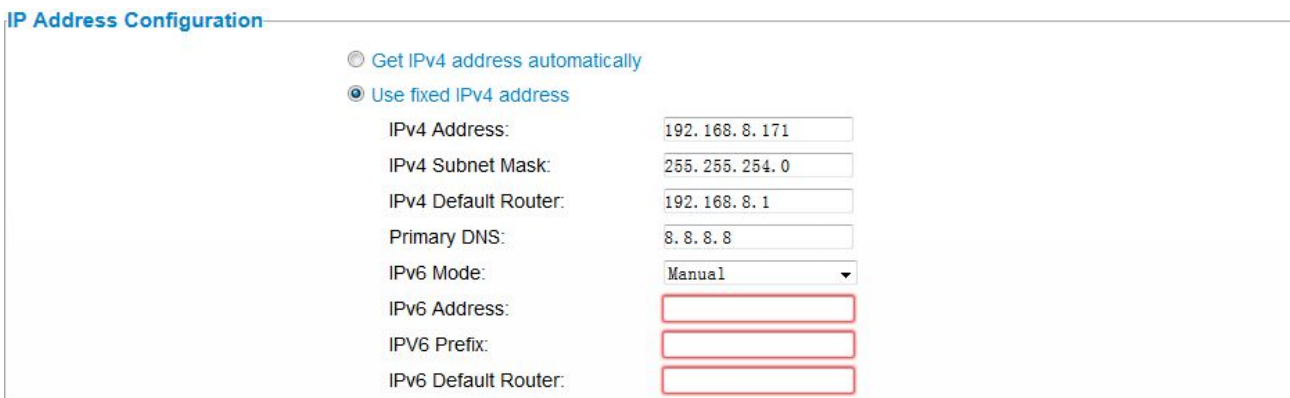 IP Address Configuration
Get IPv4 address automatically
Use fixed IPv4 address
IPv4 Address: 192.168.8.171
IPv4 Subnet Mask: 255.255.254.0
IPv4 Default Router: 192.168.8.1
Primary DNS: 8.8.8.8
IPv6 Mode: Manual
IPv6 Address:
IPV6 Prefix:
IPv6 Default Router: